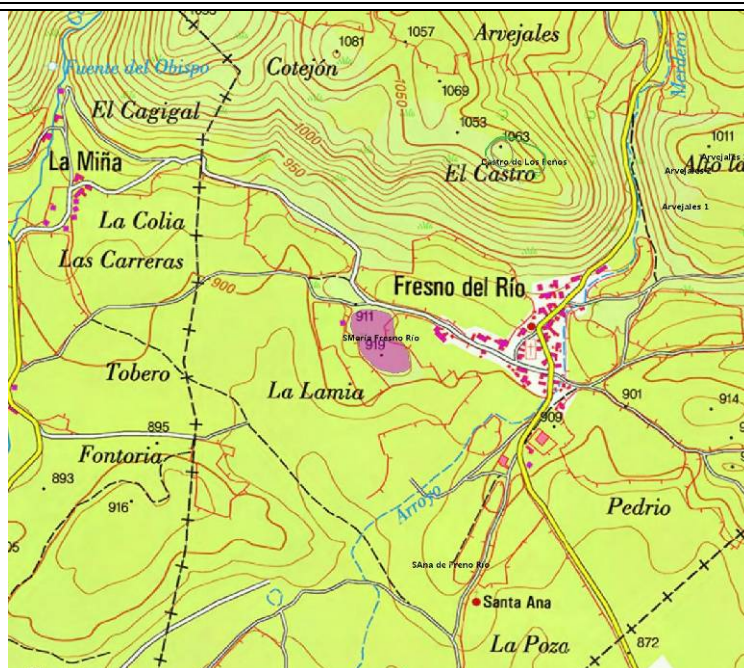 1057
1081
Arvejales
Fuente del Obispo
Cotejón
1069
Merdero
El Cagigal
1050
1053
1063
1011
1000
950
Castro de Los Fenos
La Miña
El Castro
Arvejales 2
Arvejales 1
La Colia
Las Carreras
900
Fresno del Río
911
SMaría Fresno Río
919
Tobero
La Lamia
901
914
895
909
Fontoria
893
916
Arroyo
Pedrio
SAna de Freno Río
Santa Ana
La Poza
872